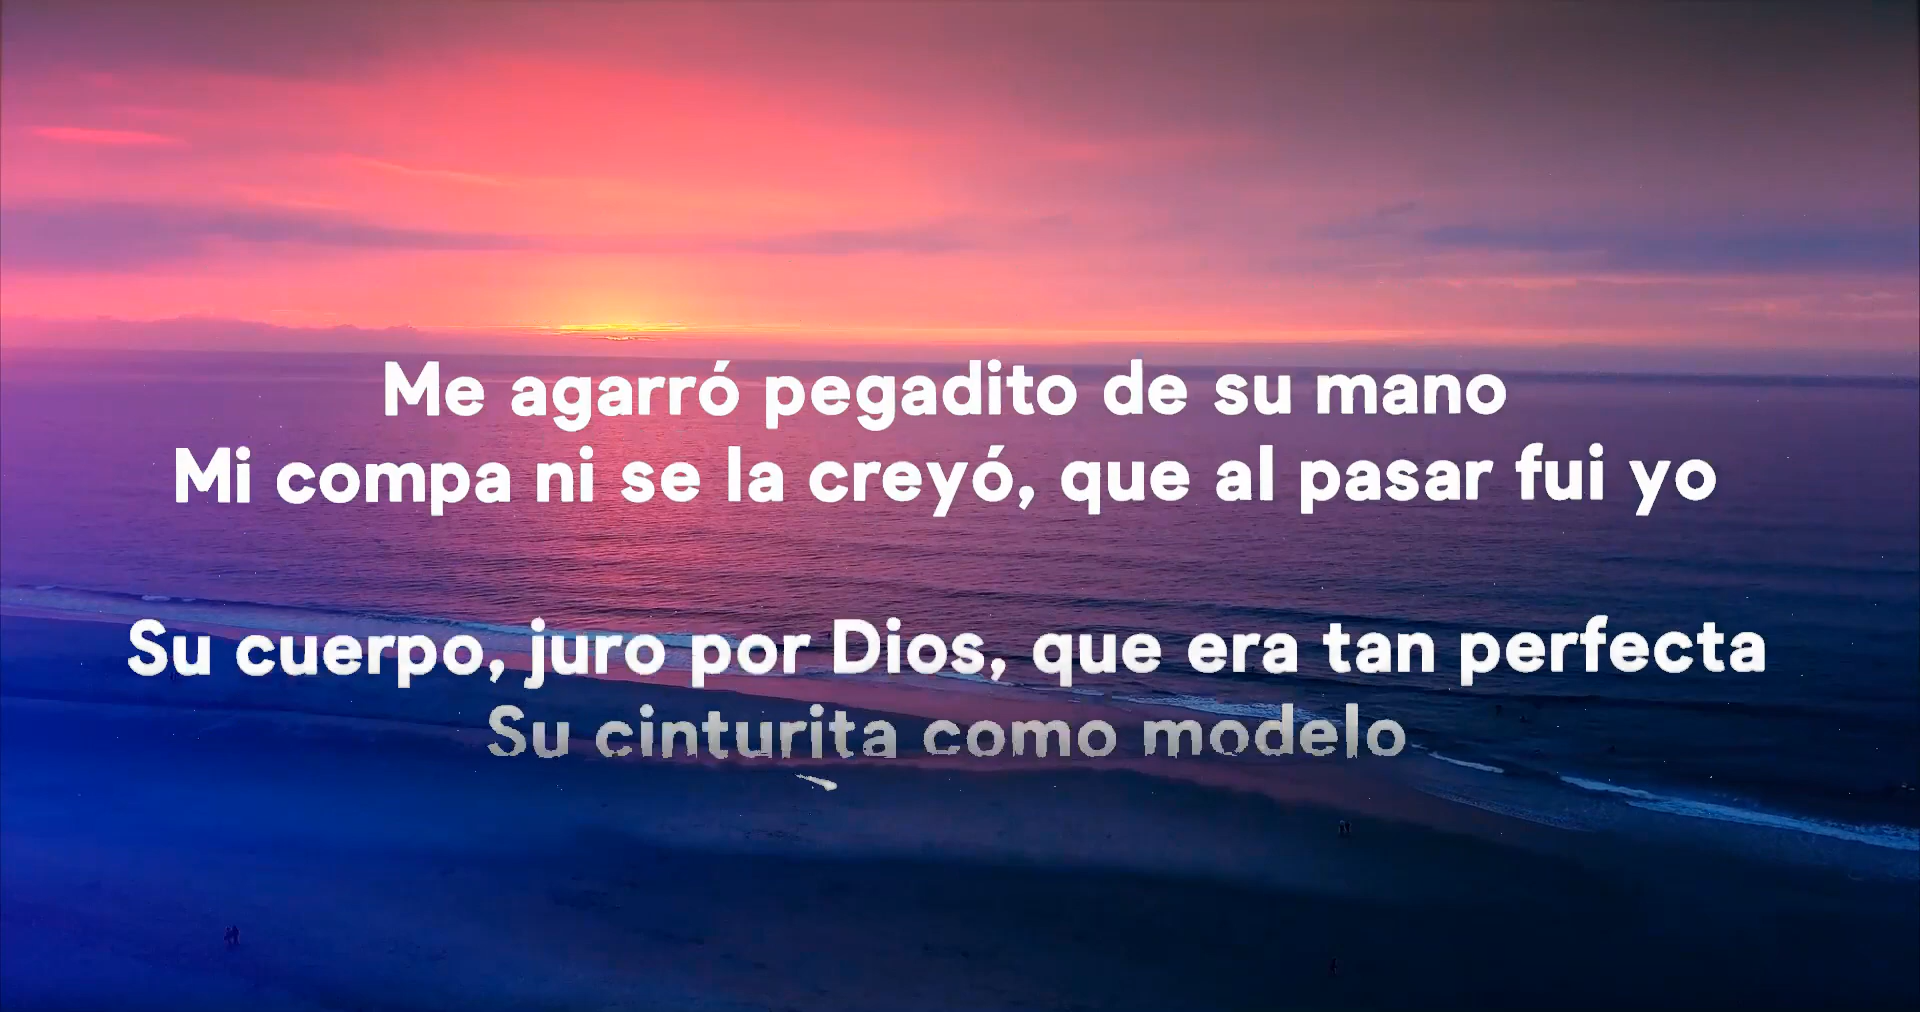 Me agarró pegadito de su mano
Mi compa ni se la creyó, que al pasar fui yo
Su cuerpo, juro por Dios, que era tan perfecta
Su cinturita como modelo